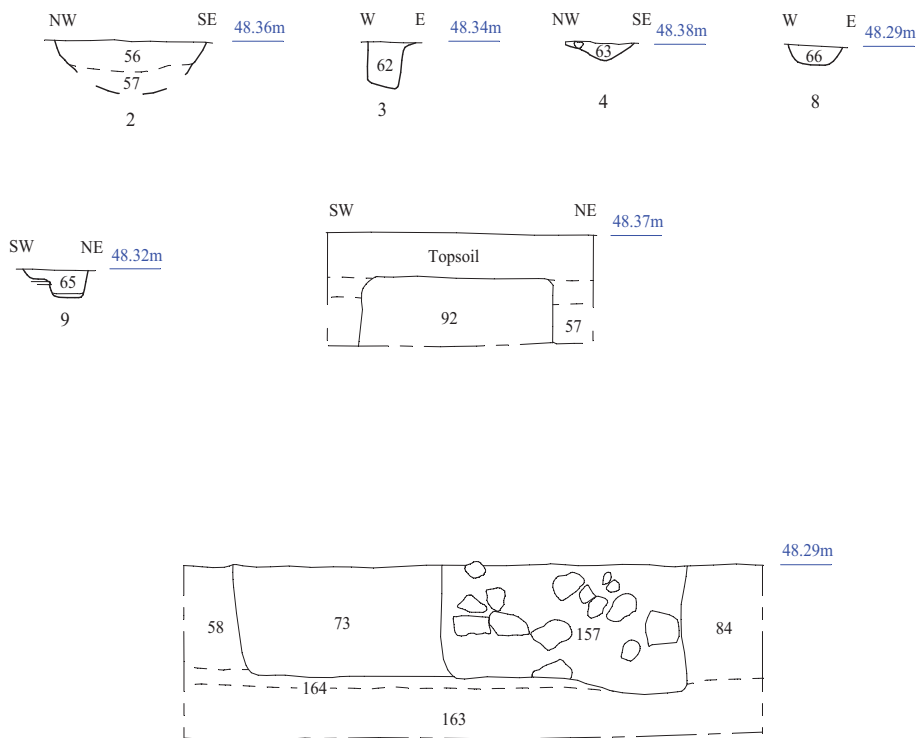 NW SE 48.36m
56
57
2
W E 48.34m
62
3
NW SE 48.38m
63
4
W E 48.29m
66
8
SW NE 48.32m
65
9
SW NE 48.37m
Topsoil
92
57
48.29m
58 73 157 84
164
163